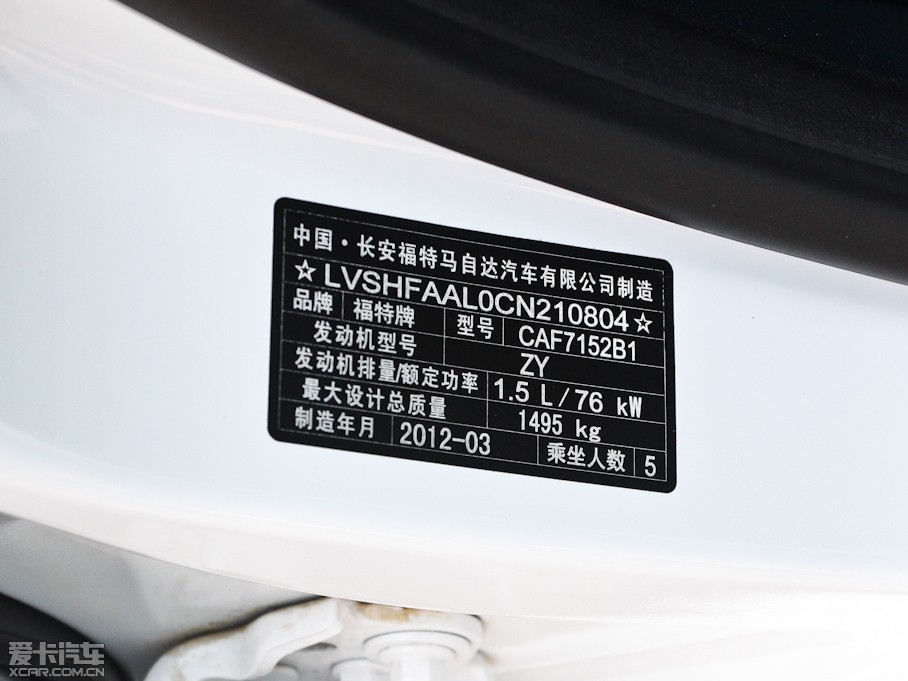 中国·长安福特马自达汽车有限公司制造
☆LVSHFAAL0CN210804☆
品牌 福特牌 型号 CAF7152B1
发动机型号 ZY
发动机排量/额定功率 1.5 L/76 kW
最大设计总质量 1495 kg
制造年月 2012-03 乘坐人数 5
爱卡汽车
XCAR.COM.CN